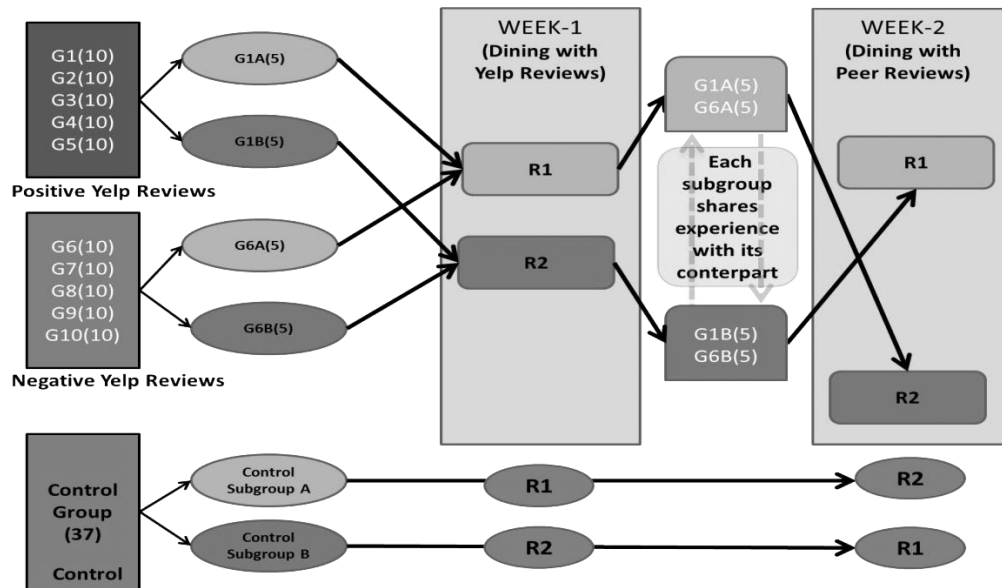 G1(10)
G2(10)
G3(10)
G4(10)
G5(10)
Positive Yelp Reviews
G1A(5)
G1B(5)
G6(10)
G7(10)
G8(10)
G9(10)
G10(10)
Negative Yelp Reviews
G6A(5)
G6B(5)
WEEK-1
(Dining with
Yelp Reviews)
R1
R2
G1A(5)
G6A(5)
Each
subgroup
shares
experience
with its
conterpart
G1B(5)
G6B(5)
WEEK-2
(Dining with
Peer Reviews)
R1
R2
Control
Group
(37)
Control
Control
Subgroup A
R1
R2
Control
Subgroup B
R2
R1